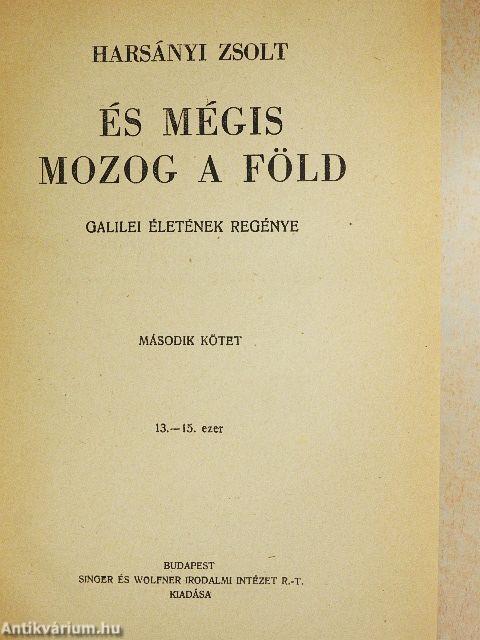 HARSÁNYI ZSOLT
ÉS MÉGIS
MOZOG A FÖLD
GALILEI ÉLETÉNEK REGÉNYE
MÁSODIK KÖTET
13.—15. ezer
BUDAPEST
SINGER ÉS WOLFNER IRODALMI INTÉZET R.-T.
KIADÁSA
Antikvárium.hu